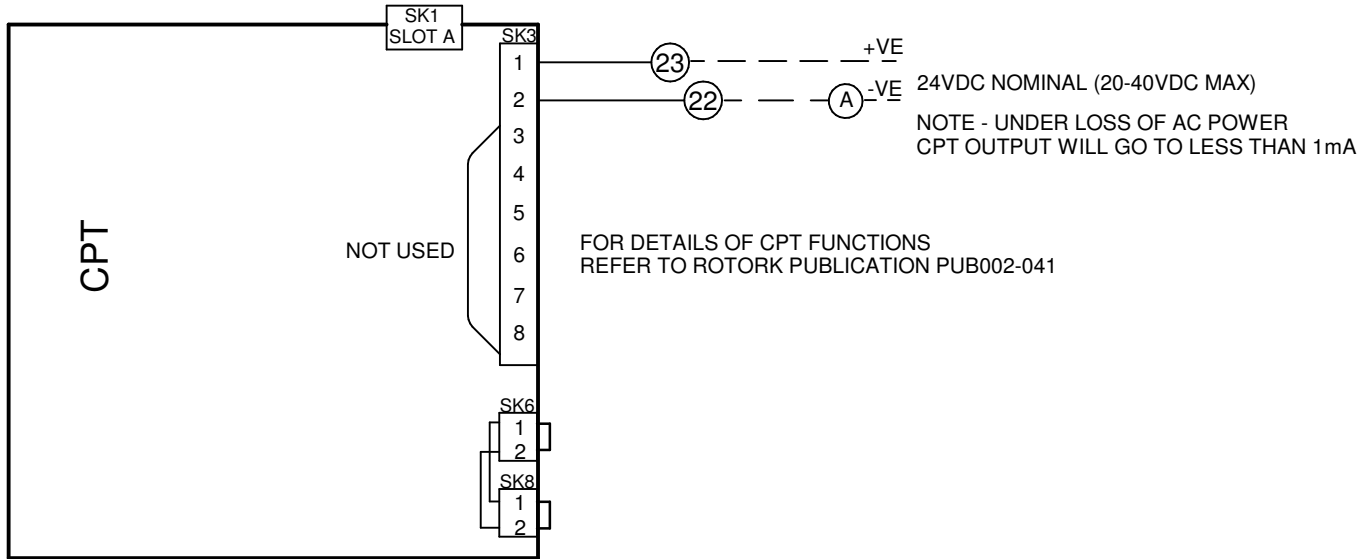 SK1
SLOT A
SK3
1
23
+VE
2
22
A
-VE
24VDC NOMINAL (20-40VDC MAX)
NOTE - UNDER LOSS OF AC POWER
CPT OUTPUT WILL GO TO LESS THAN 1mA
3
4
5
6
7
8
CPT
NOT USED
FOR DETAILS OF CPT FUNCTIONS
REFER TO ROTORK PUBLICATION PUB002-041
SK6
1
2
SK8
1
2